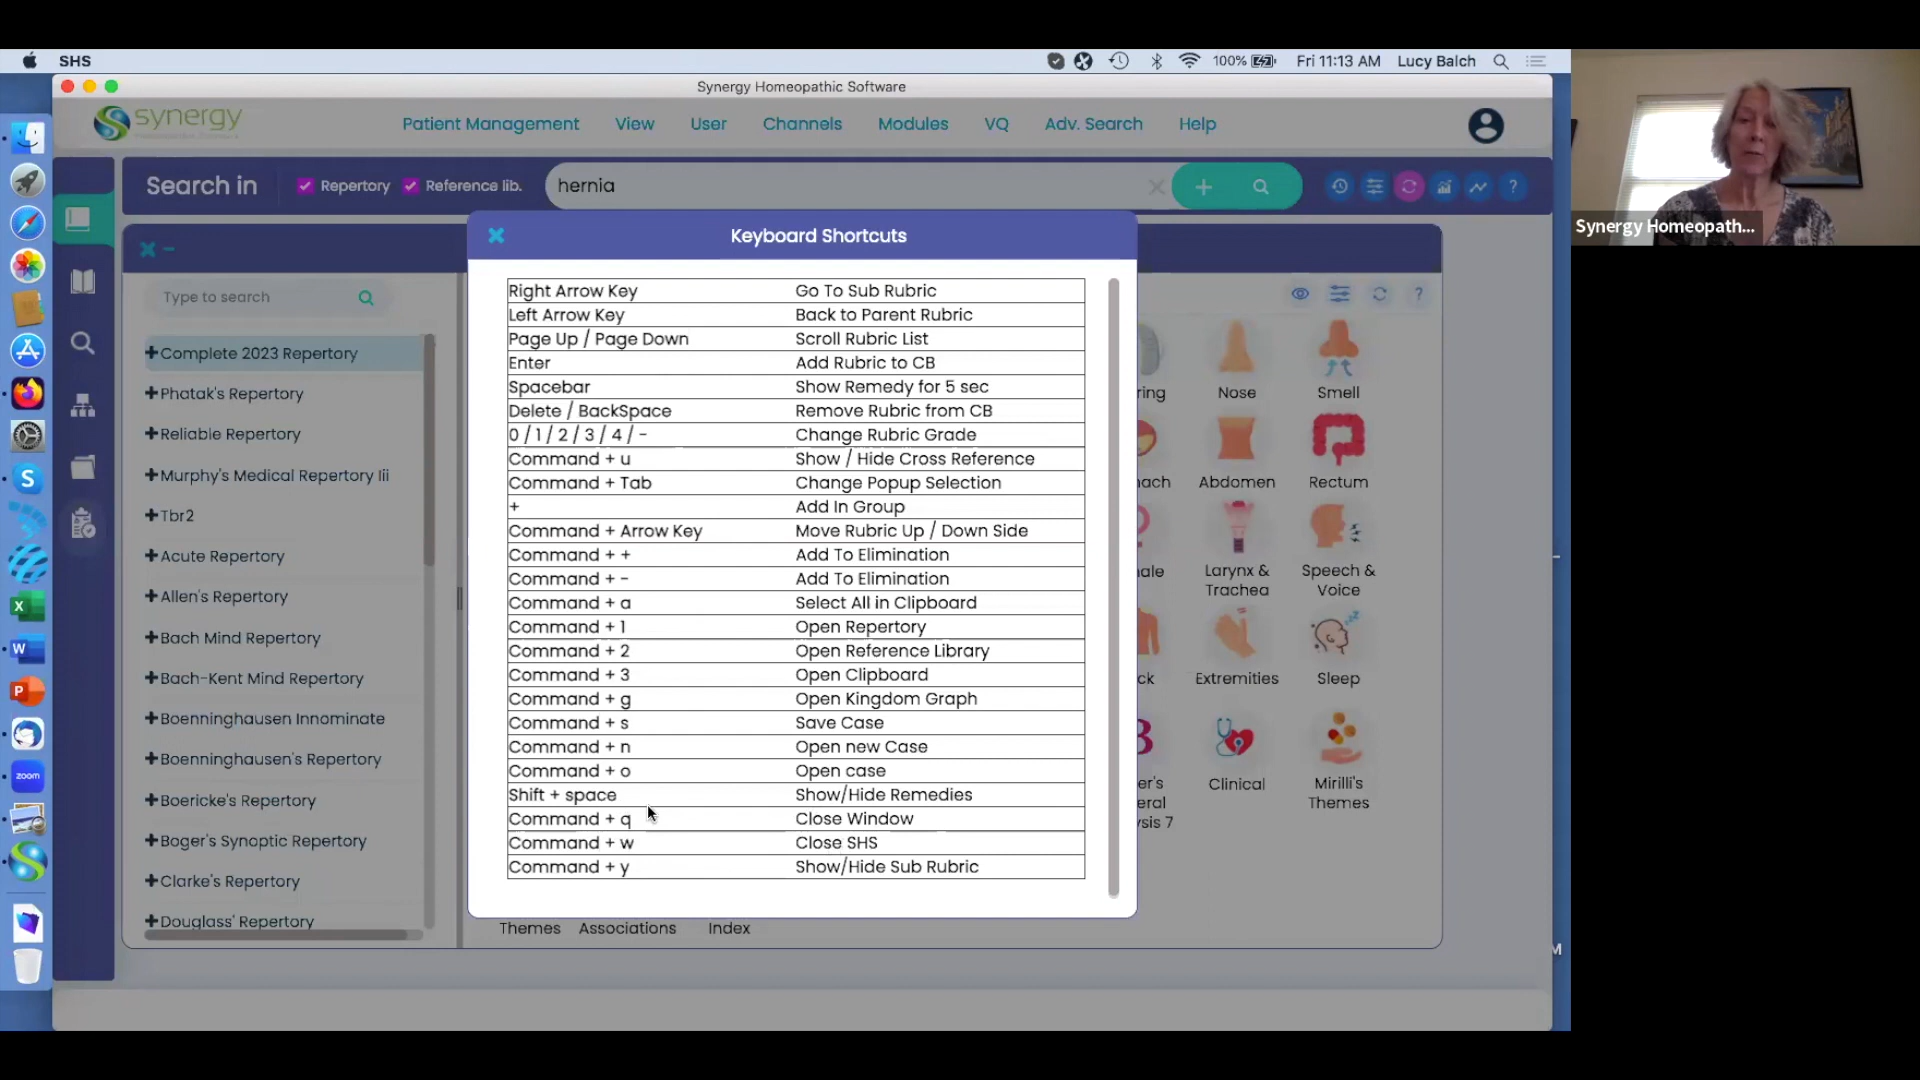 SHS
100%
Fri 11:13 AM
Lucy Balch
Synergy Homeopathic Software
synergy
Patient Management
View
User
Channels
Modules
VQ
Adv. Search
Help
Search in
Repertory
Reference lib.
hernia
Synergy Homeopath...
Keyboard Shortcuts
Type to search
Complete 2023 Repertory
Phatak's Repertory
Reliable Repertory
Murphy's Medical Repertory Iii
Tbr2
Acute Repertory
Allen's Repertory
Bach Mind Repertory
Bach-Kent Mind Repertory
Boenninghausen Innominate
Boenninghausen's Repertory
Boericke's Repertory
Boger's Synoptic Repertory
Clarke's Repertory
Douglass' Repertory
Right Arrow Key Go To Sub Rubric
Left Arrow Key Back to Parent Rubric
Page Up / Page Down Scroll Rubric List
Enter Add Rubric to CB
Spacebar Show Remedy for 5 sec
Delete / BackSpace Remove Rubric from CB
0 / 1 / 2 / 3 / 4 / - Change Rubric Grade
Command + u Show / Hide Cross Reference
Command + Tab Change Popup Selection
+ Add In Group
Command + Arrow Key Move Rubric Up / Down Side
Command + + Add To Elimination
Command + - Add To Elimination
Command + a Select All in Clipboard
Command + 1 Open Repertory
Command + 2 Open Reference Library
Command + 3 Open Clipboard
Command + g Open Kingdom Graph
Command + s Save Case
Command + n Open new Case
Command + o Open case
Shift + space Show/Hide Remedies
Command + q Close Window
Command + w Close SHS
Command + y Show/Hide Sub Rubric
ring
Nose
Smell
ach
Abdomen
Rectum
ale
Larynx &
Trachea
Speech &
Voice
ck
Extremities
Sleep
er's
eral
sis 7
Clinical
Mirilli's
Themes
Themes
Associations
Index
zoom